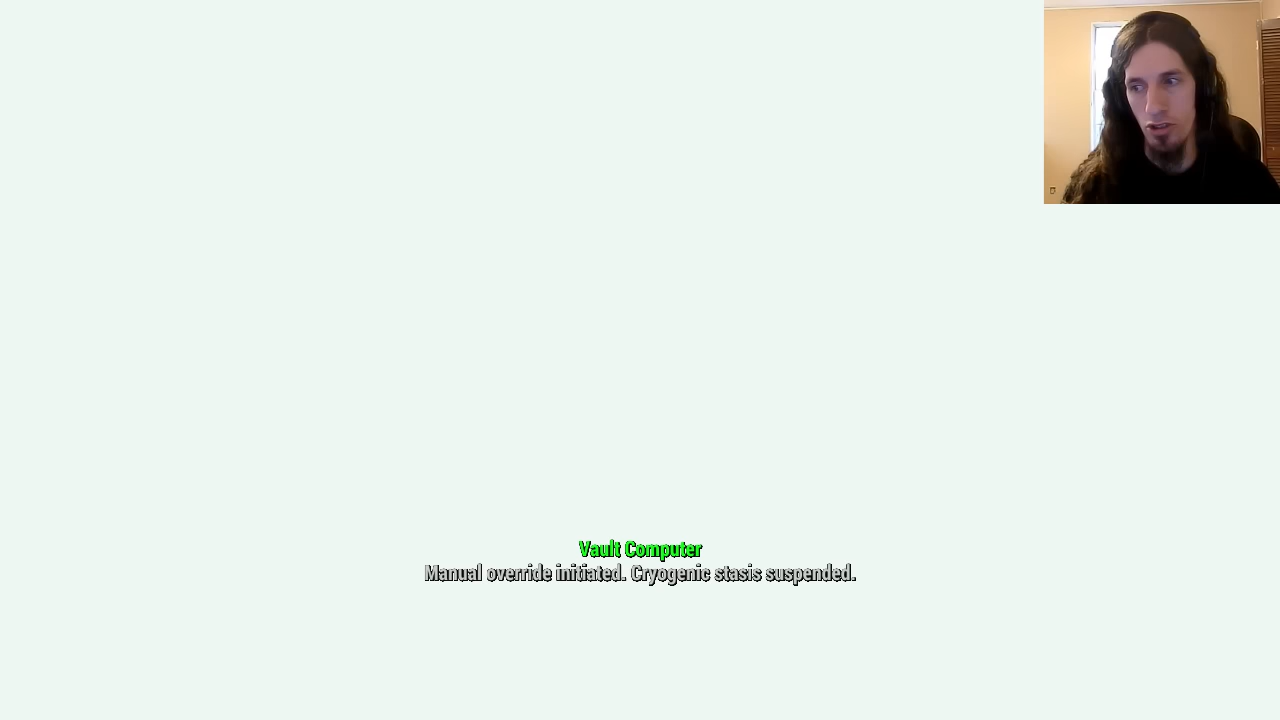 Vault Computer
Manual override initiated. Cryogenic stasis suspended.